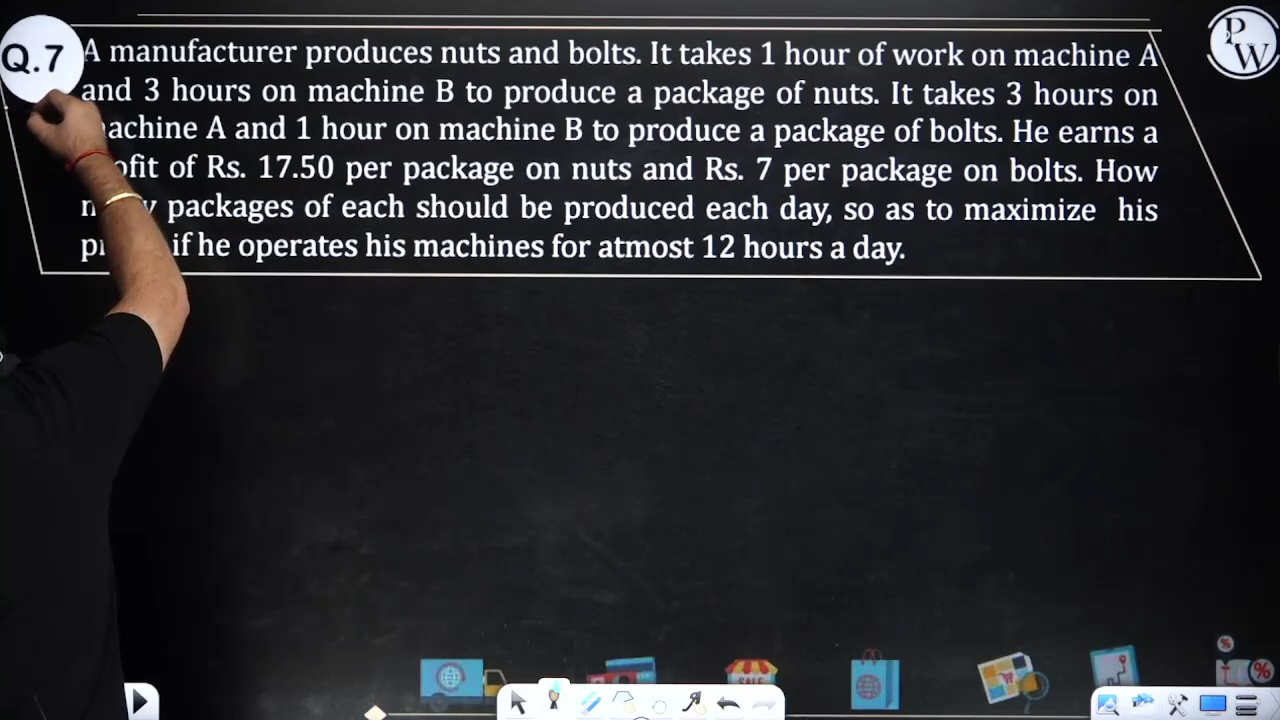 Q.7
A manufacturer produces nuts and bolts. It takes 1 hour of work on machine A
and 3 hours on machine B to produce a package of nuts. It takes 3 hours on
achine A and 1 hour on machine B to produce a package of bolts. He earns a
ofit of Rs. 17.50 per package on nuts and Rs. 7 per package on bolts. How
packages of each should be produced each day, so as to maximize his
if he operates his machines for atmost 12 hours a day.
PW
SALE
%
%